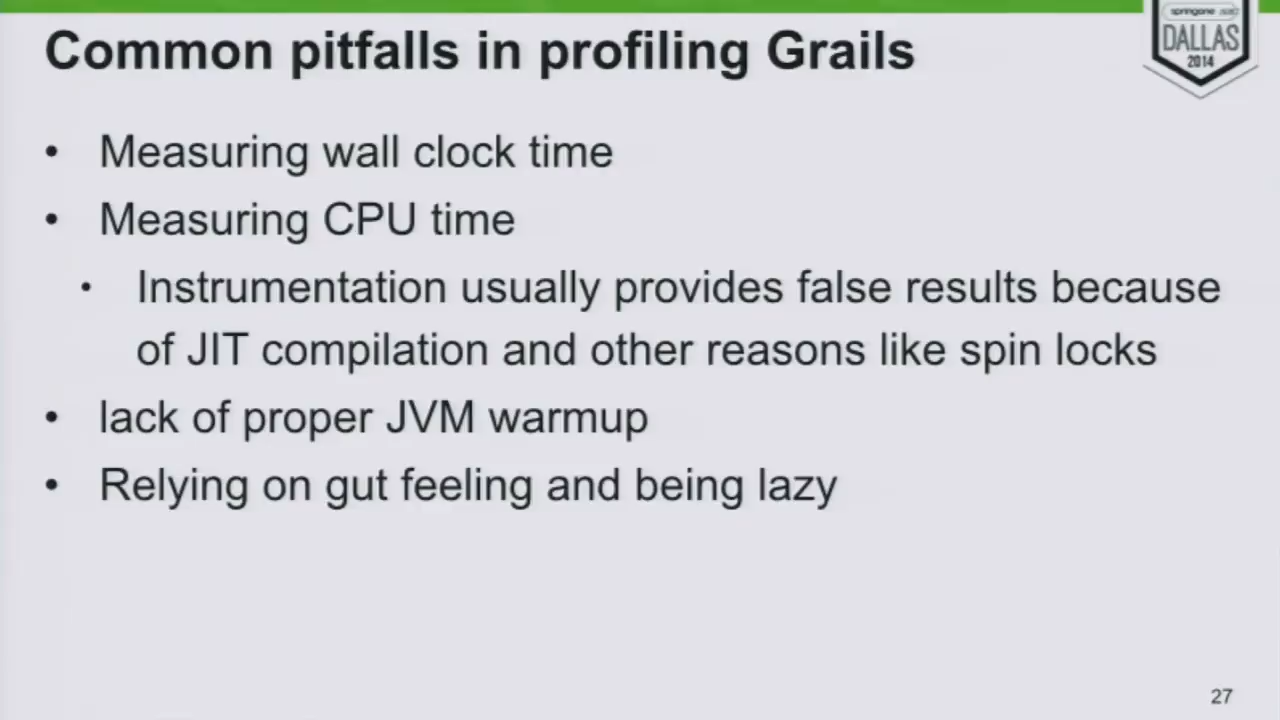 Common pitfalls in profiling Grails
springone 2GX
DALLAS
2014
• Measuring wall clock time
• Measuring CPU time
• Instrumentation usually provides false results because
of JIT compilation and other reasons like spin locks
• lack of proper JVM warmup
• Relying on gut feeling and being lazy
27